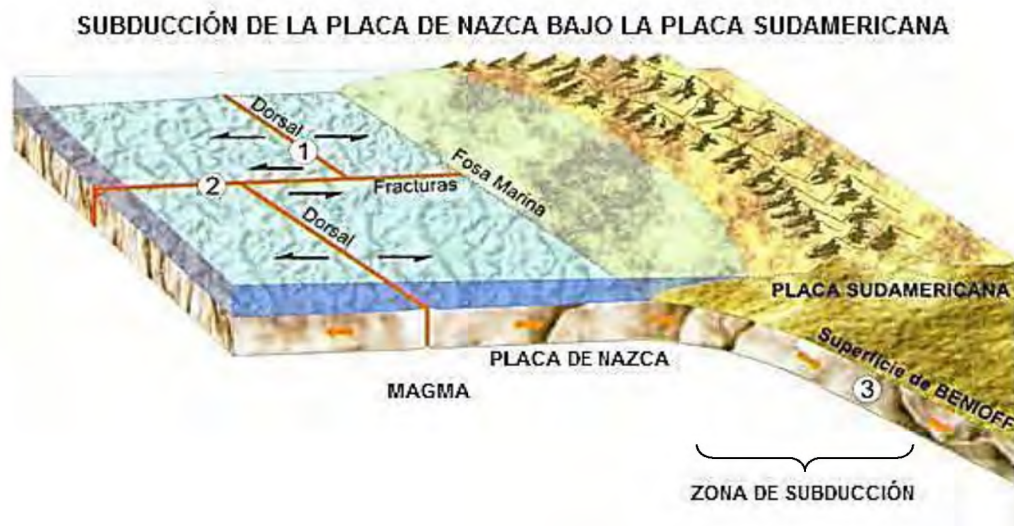 SUBDUCCIÓN DE LA PLACA DE NAZCA BAJO LA PLACA SUDAMERICANA
Dorsal
1
2
Fracturas
Fosa Marina
Dorsal
PLACA SUDAMERICANA
Superficie de BENIOFF
3
PLACA DE NAZCA
MAGMA
ZONA DE SUBDUCCIÓN